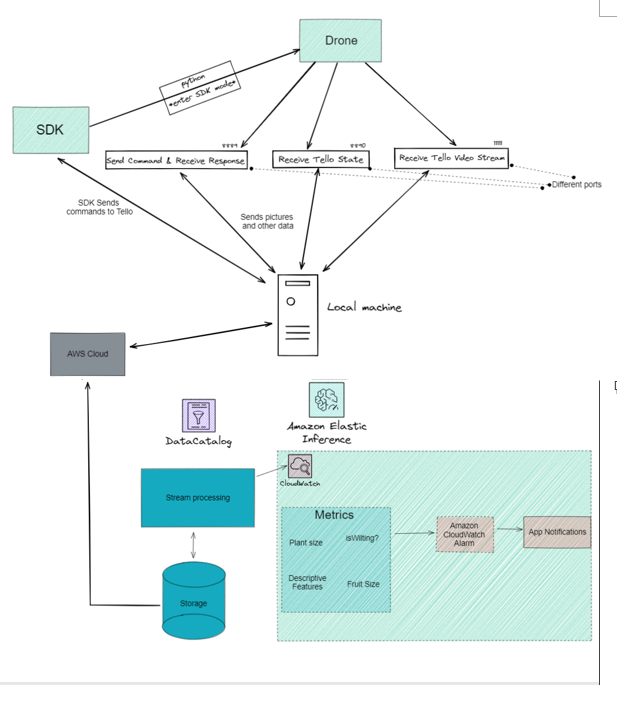 Drone
python
*enter SDK mode*
SDK
8889
8890
11111
Send Command & Receive Response
Receive Tello State
Receive Tello Video Stream
Different ports
SDK Sends
commands to Tello
Sends pictures
and other data
Local machine
AWS Cloud
DataCatalog
Amazon Elastic
Inference
Stream processing
CloudWatch
Metrics
Plant size
isWilting?
Descriptive
Features
Fruit Size
Amazon
CloudWatch
Alarm
App Notifications
Storage